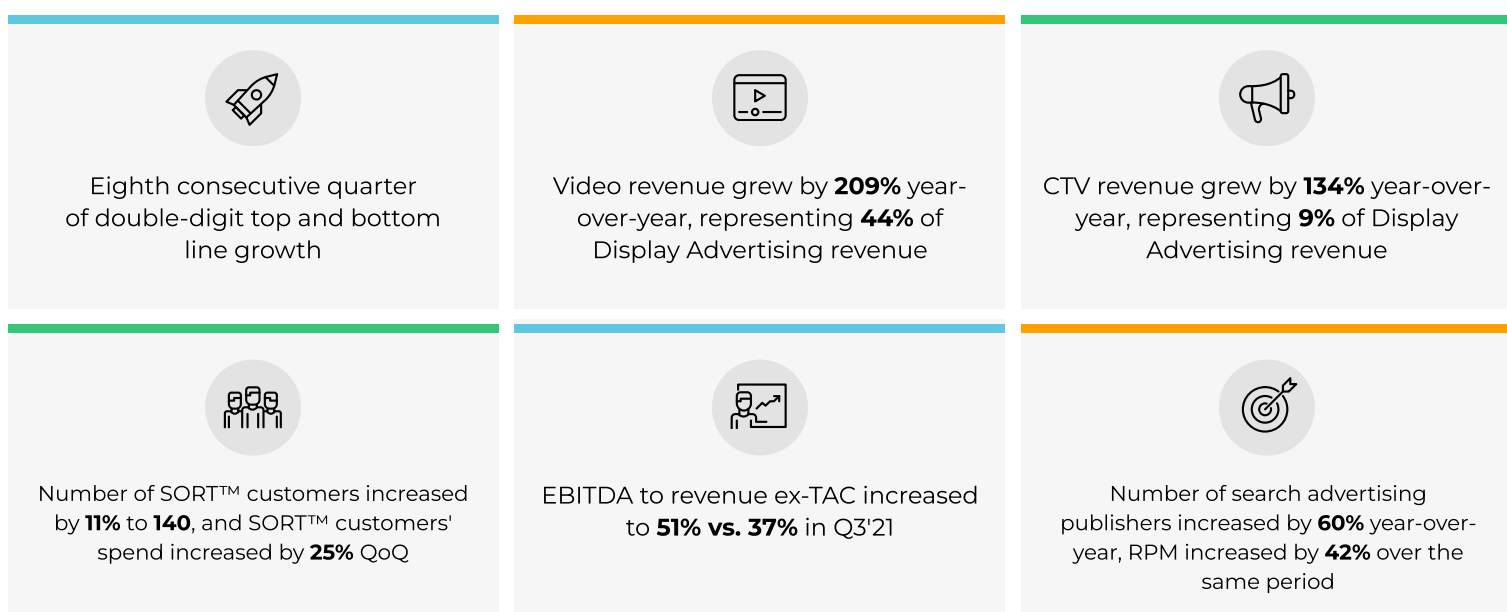 Eighth consecutive quarter
of double-digit top and bottom
line growth
Video revenue grew by 209% year-
over-year, representing 44% of
Display Advertising revenue
CTV revenue grew by 134% year-over-
year, representing 9% of Display
Advertising revenue
Number of SORT™ customers increased
by 11% to 140, and SORT™ customers'
spend increased by 25% QoQ
EBITDA to revenue ex-TAC increased
to 51% vs. 37% in Q3'21
Number of search advertising
publishers increased by 60% year-over-
year, RPM increased by 42% over the
same period